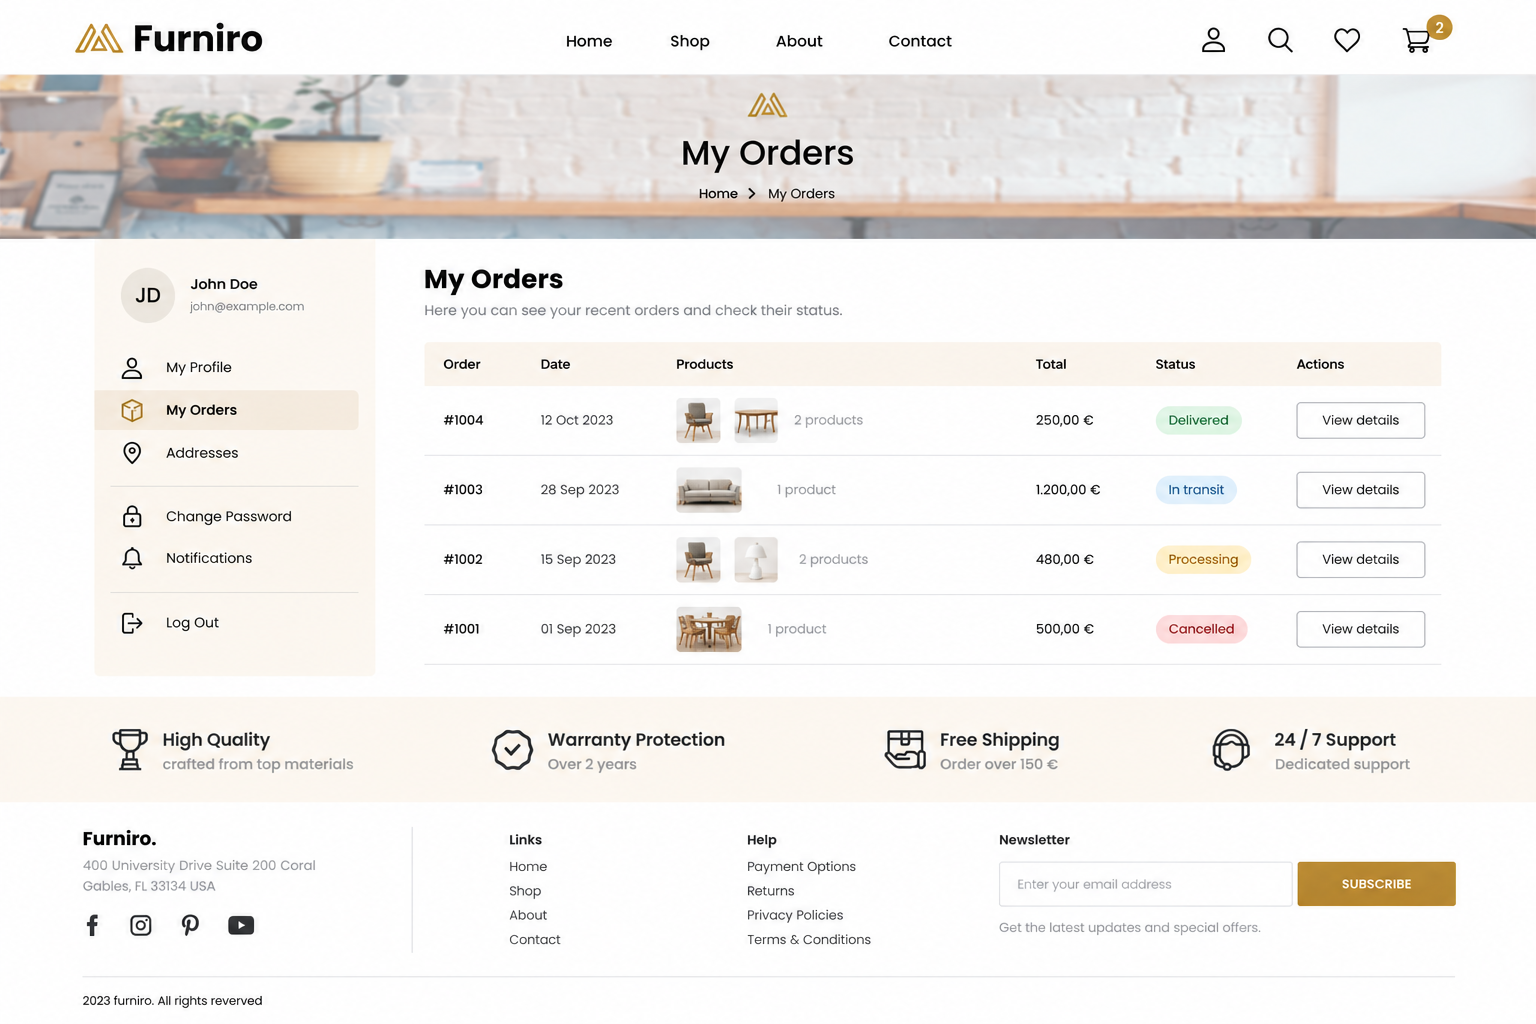 Furniro
Home Shop About Contact
2
My Orders
Home My Orders
JD
John Doe
john@example.com
My Profile
My Orders
Addresses
Change Password
Notifications
Log Out
My Orders
Here you can see your recent orders and check their status.
Order Date Products Total Status Actions
#1004 12 Oct 2023 2 products 250,00 € Delivered View details
#1003 28 Sep 2023 1 product 1.200,00 € In transit View details
#1002 15 Sep 2023 2 products 480,00 € Processing View details
#1001 01 Sep 2023 1 product 500,00 € Cancelled View details
High Quality
crafted from top materials
Warranty Protection
Over 2 years
Free Shipping
Order over 150 €
24 / 7 Support
Dedicated support
Furniro.
400 University Drive Suite 200 Coral
Gables, FL 33134 USA
Links
Home
Shop
About
Contact
Help
Payment Options
Returns
Privacy Policies
Terms & Conditions
Newsletter
Enter your email address
SUBSCRIBE
Get the latest updates and special offers.
2023 furniro. All rights reverved